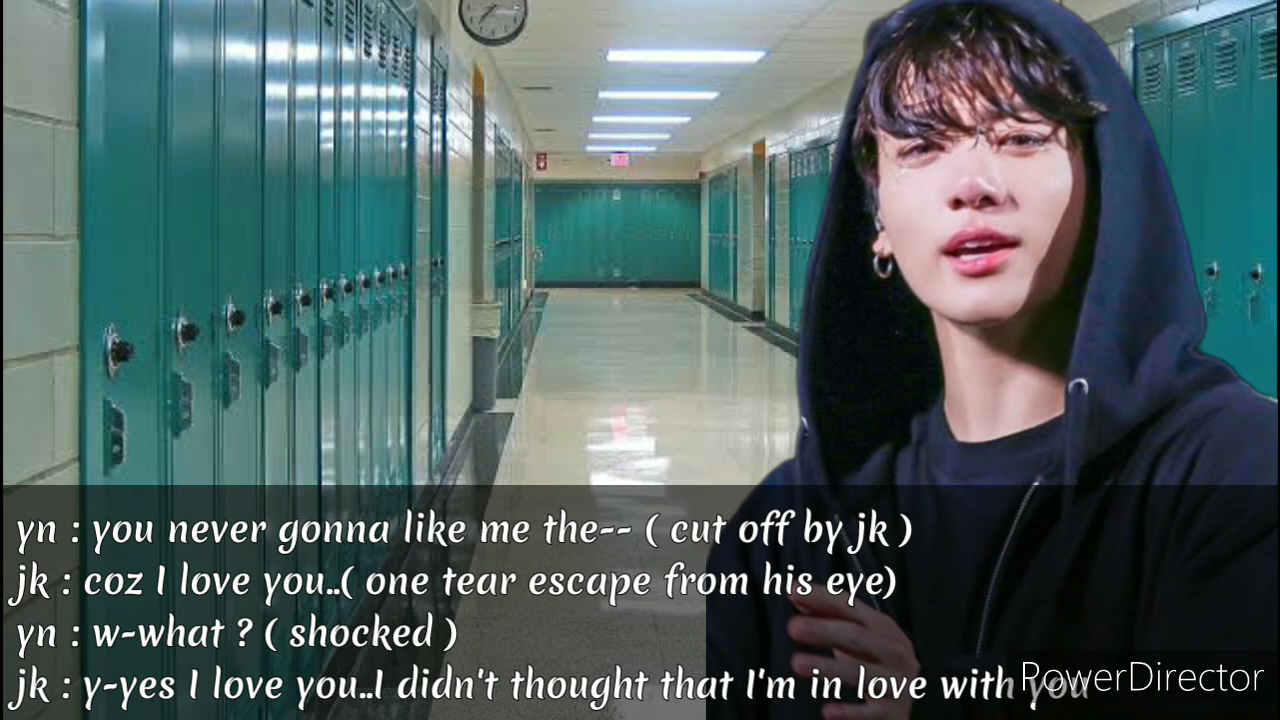 yn : you never gonna like me the-- ( cut off by jk )
jk : coz I love you..( one tear escape from his eye)
yn : w-what ? ( shocked )
jk : y-yes I love you..I didn't thought that I'm in love with you
PowerDirector